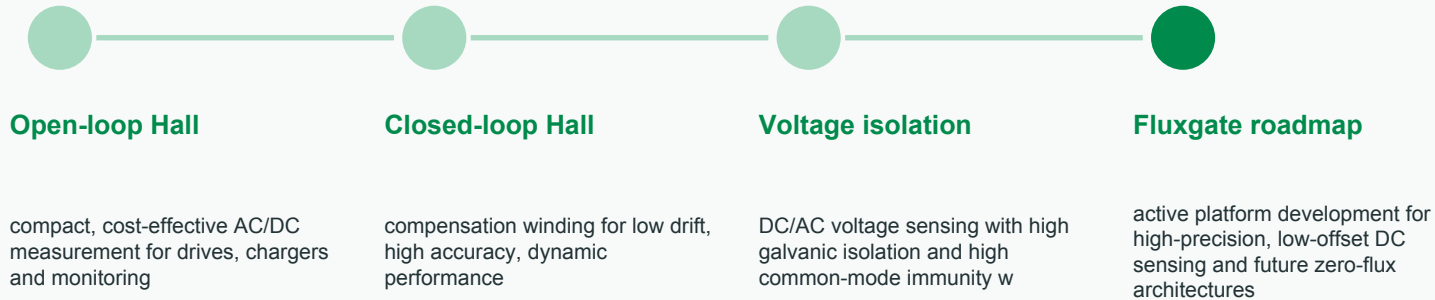 Open-loop Hall
compact, cost-effective AC/DC
measurement for drives, chargers
and monitoring
Closed-loop Hall
compensation winding for low drift,
high accuracy, dynamic
performance
Voltage isolation
DC/AC voltage sensing with high
galvanic isolation and high
common-mode immunity w
Fluxgate roadmap
active platform development for
high-precision, low-offset DC
sensing and future zero-flux
architectures